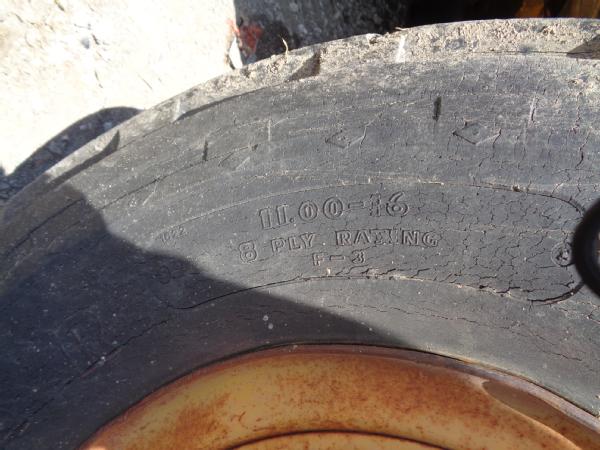 11.00-16
8 PLY RATING
F-3